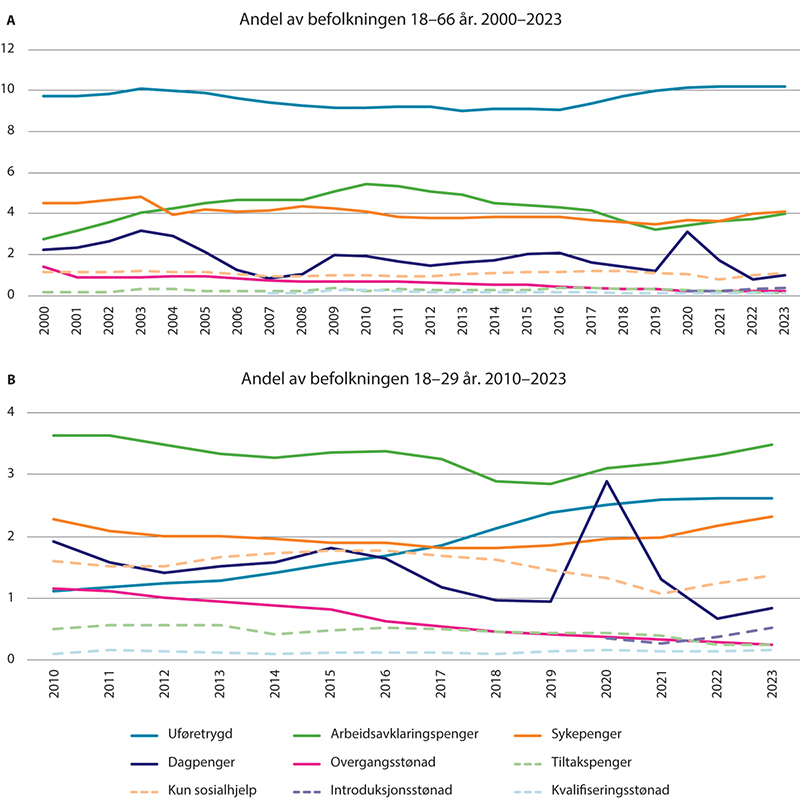 A Andel av befolkningen 18–66 år. 2000–2023
12
10
8
6
4
2
0
2000 2001 2002 2003 2004 2005 2006 2007 2008 2009 2010 2011 2012 2013 2014 2015 2016 2017 2018 2019 2020 2021 2022 2023
B Andel av befolkningen 18–29 år. 2010–2023
4
3
2
1
0
2010 2011 2012 2013 2014 2015 2016 2017 2018 2019 2020 2021 2022 2023
Uføretrygd Arbeidsavklaringspenger Sykepenger
Dagpenger Overgangsstønad Tiltakspenger
Kun sosialhjelp Introduksjonsstønad Kvalifiseringsstønad